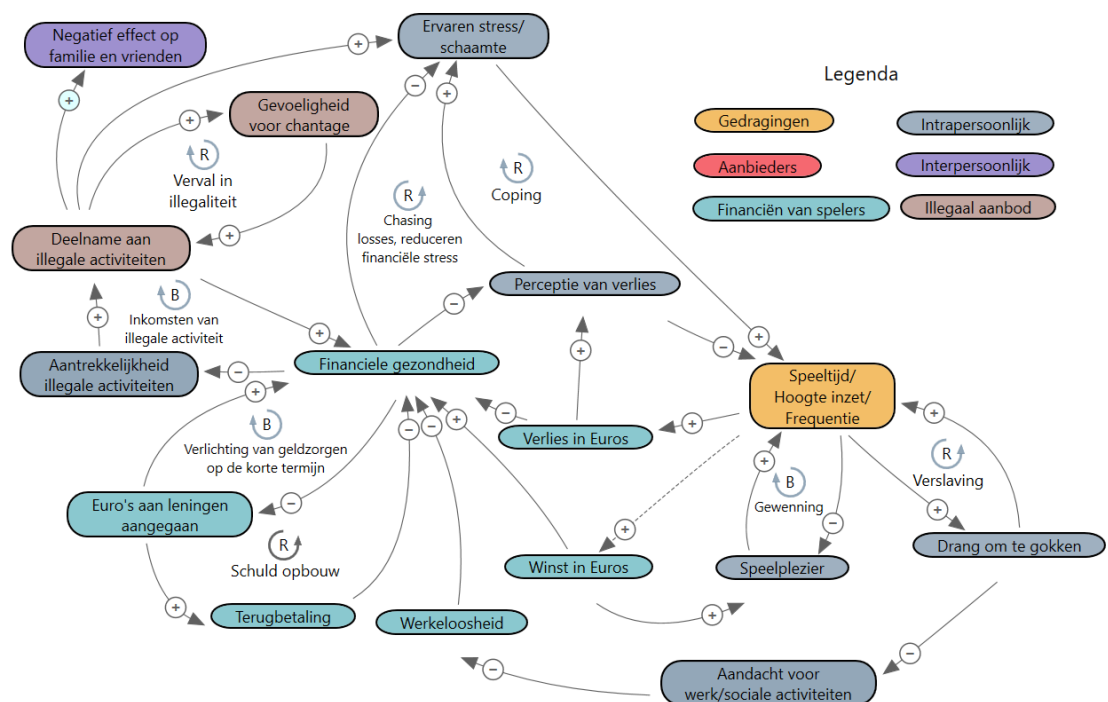 Negatief effect op
familie en vrienden
+
Ervaren stress/
schaamte
+
-
+
Legenda
Gedragingen
Intrapersoonlijk
Aanbieders
Interpersoonlijk
Financiën van spelers
Illegaal aanbod
Gevoeligheid
voor chantage
+
R
Verval in
illegaliteit
+
R
Chasing
losses, reduceren
financiële stress
R
Coping
Deelname aan
illegale activiteiten
B
Inkomsten van
illegale activiteit
+
+
Perceptie van verlies
-
-
+
Aantrekkelijkheid
illegale activiteiten
-
+
Financiele gezondheid
+
Speeltijd/
Hoogte inzet/
Frequentie
B
Verlichting van geldzorgen
op de korte termijn
-
-
+
-
Verlies in Euros
+
+
R
Verslaving
+
B
Gewenning
-
+
Euro's aan leningen
aangegaan
-
R
Schuld opbouw
+
Winst in Euros
Speelplezier
Drang om te gokken
+
Terugbetaling
Werkeloosheid
+
-
-
Aandacht voor
werk/sociale activiteiten